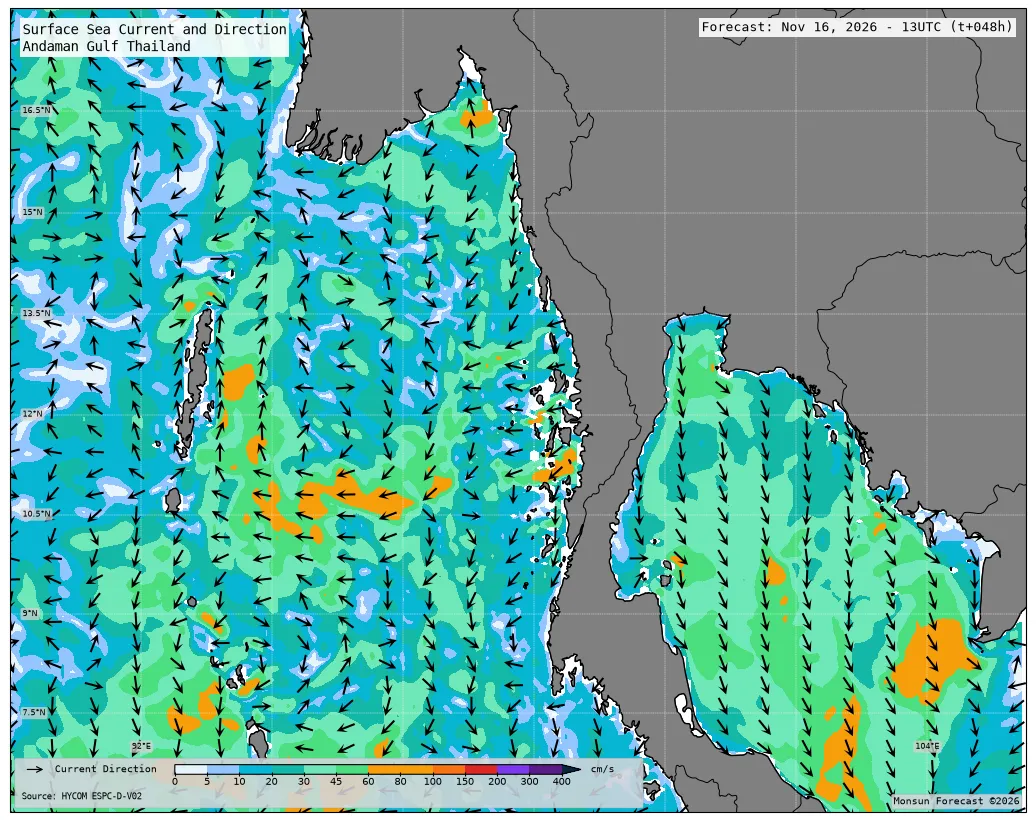 Surface Sea Current and Direction
Andaman Gulf Thailand
Forecast: Nov 16, 2026 - 13UTC (t+048h)
16.5°N
15°N
13.5°N
12°N
10.5°N
9°N
7.5°N
92°E
104°E
Current Direction
0 5 10 20 30 45 60 80 100 150 200 300 400 cm/s
Source: HYCOM ESPC-D-V02
Monsun Forecast ©2026